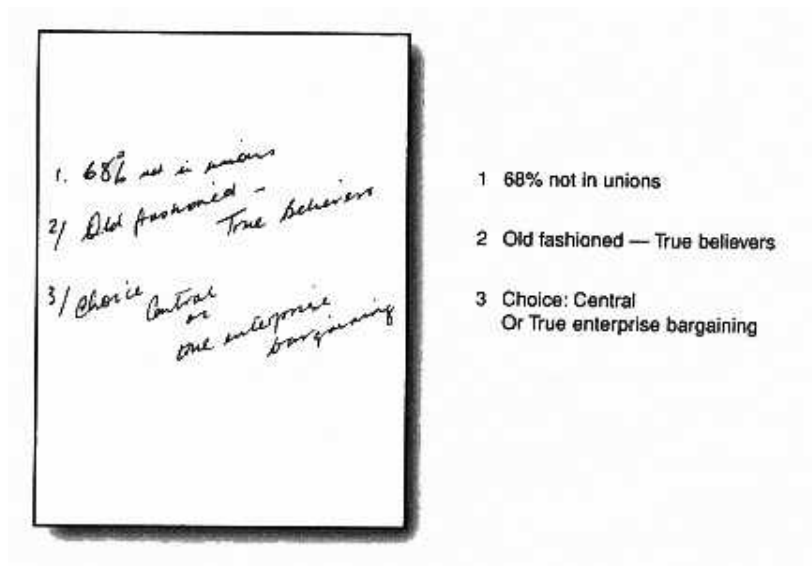 1. 68% not in unions
2/ Old fashioned –
True Believers
3/ Choice Central
or
true enterprise
bargaining
1 68% not in unions
2 Old fashioned — True believers
3 Choice: Central
Or True enterprise bargaining